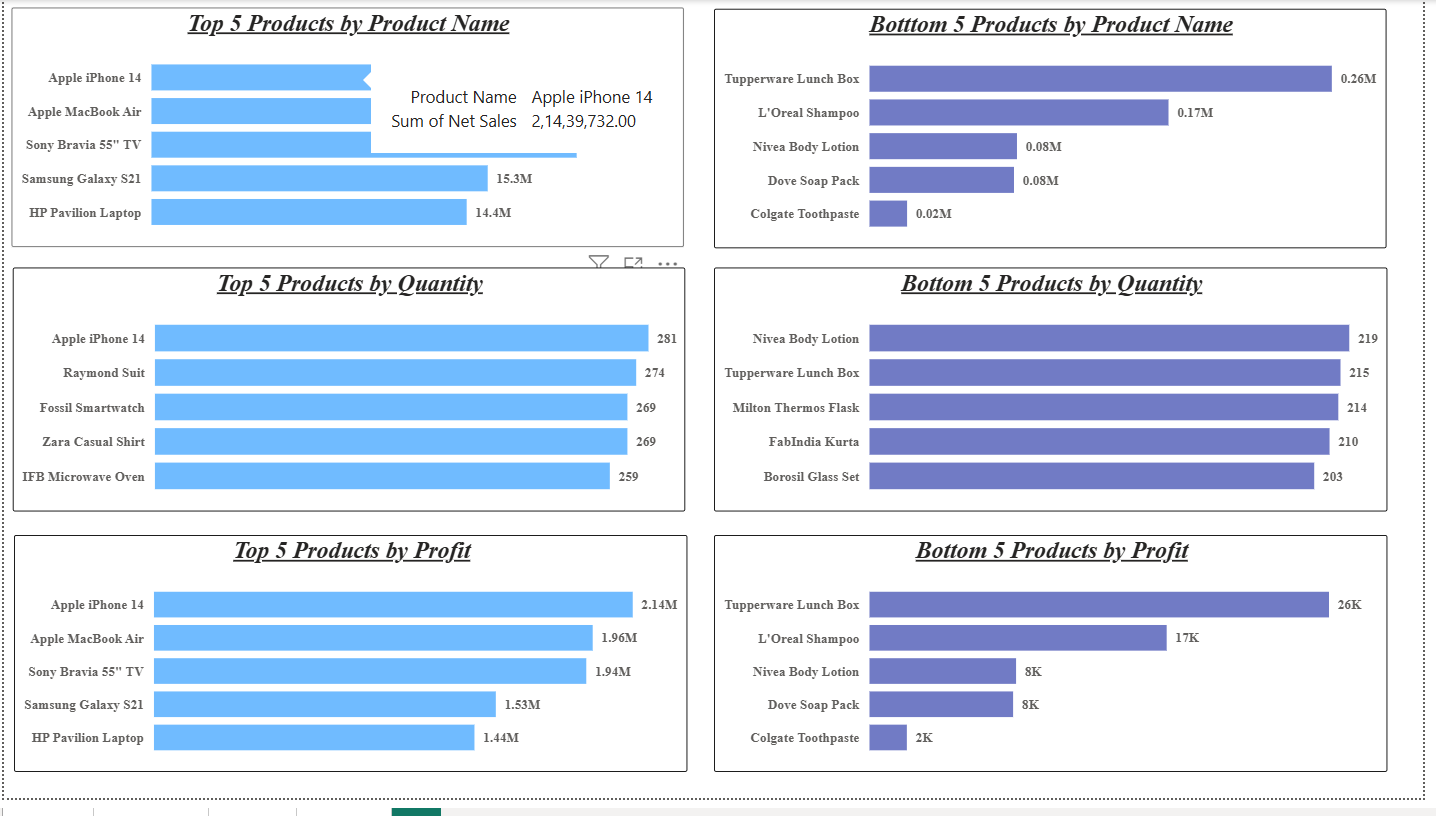 Top 5 Products by Product Name
Apple iPhone 14
Apple MacBook Air
Sony Bravia 55" TV
Samsung Galaxy S21
15.3M
HP Pavilion Laptop
14.4M
Product Name Apple iPhone 14
Sum of Net Sales 2,14,39,732.00
Botttom 5 Products by Product Name
Tupperware Lunch Box
0.26M
L'Oreal Shampoo
0.17M
Nivea Body Lotion
0.08M
Dove Soap Pack
0.08M
Colgate Toothpaste
0.02M
Top 5 Products by Quantity
Apple iPhone 14
281
Raymond Suit
274
Fossil Smartwatch
269
Zara Casual Shirt
269
IFB Microwave Oven
259
Bottom 5 Products by Quantity
Nivea Body Lotion
219
Tupperware Lunch Box
215
Milton Thermos Flask
214
FabIndia Kurta
210
Borosil Glass Set
203
Top 5 Products by Profit
Apple iPhone 14
2.14M
Apple MacBook Air
1.96M
Sony Bravia 55" TV
1.94M
Samsung Galaxy S21
1.53M
HP Pavilion Laptop
1.44M
Bottom 5 Products by Profit
Tupperware Lunch Box
26K
L'Oreal Shampoo
17K
Nivea Body Lotion
8K
Dove Soap Pack
8K
Colgate Toothpaste
2K